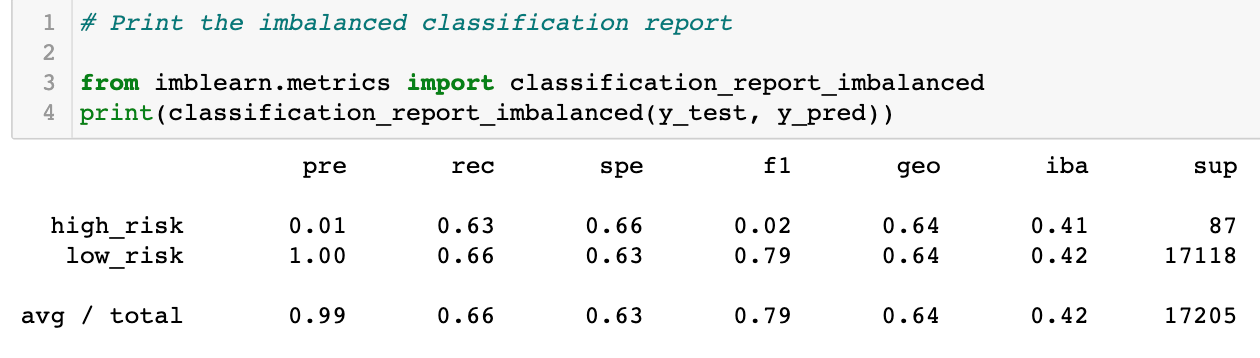 1 # Print the imbalanced classification report
2
3 from imblearn.metrics import classification_report_imbalanced
4 print(classification_report_imbalanced(y_test, y_pred))
pre rec spe f1 geo iba sup
high_risk 0.01 0.63 0.66 0.02 0.64 0.41 87
low_risk 1.00 0.66 0.63 0.79 0.64 0.42 17118
avg / total 0.99 0.66 0.63 0.79 0.64 0.42 17205